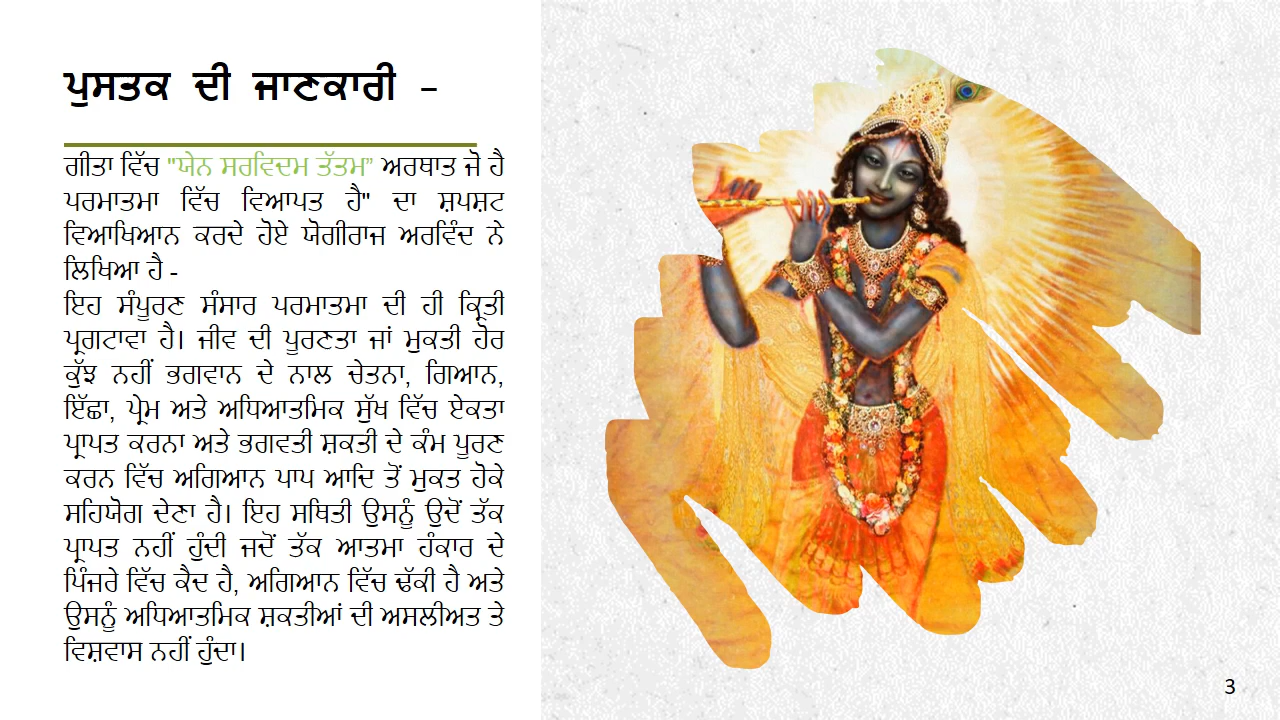 ਪੁਸਤਕ ਦੀ ਜਾਣਕਾਰੀ –
ਗੀਤਾ ਵਿੱਚ "ਯੇਨ ਸਰਵਿਦਮ ਤੱਤਮ” ਅਰਥਾਤ ਜੋ ਹੈ
ਪਰਮਾਤਮਾ ਵਿੱਚ ਵਿਆਪਤ ਹੈ" ਦਾ ਸ਼ਪਸ਼ਟ
ਵਿਆਖਿਆਨ ਕਰਦੇ ਹੋਏ ਯੋਗੀਰਾਜ ਅਰਵਿੰਦ ਨੇ
ਲਿਖਿਆ ਹੈ -
ਇਹ ਸੰਪੂਰਣ ਸੰਸਾਰ ਪਰਮਾਤਮਾ ਦੀ ਹੀ ਕ੍ਰਿਤੀ
ਪ੍ਰਗਟਾਵਾ ਹੈ। ਜੀਵ ਦੀ ਪੂਰਣਤਾ ਜਾਂ ਮੁਕਤੀ ਹੋਰ
ਕੁੱਝ ਨਹੀਂ ਭਗਵਾਨ ਦੇ ਨਾਲ ਚੇਤਨਾ, ਗਿਆਨ,
ਇੱਛਾ, ਪ੍ਰੇਮ ਅਤੇ ਅਧਿਆਤਮਿਕ ਸੁੱਖ ਵਿੱਚ ਏਕਤਾ
ਪ੍ਰਾਪਤ ਕਰਨਾ ਅਤੇ ਭਗਵਤੀ ਸ਼ਕਤੀ ਦੇ ਕੰਮ ਪੂਰਣ
ਕਰਨ ਵਿੱਚ ਅਗਿਆਨ ਪਾਪ ਆਦਿ ਤੋਂ ਮੁਕਤ ਹੋਕੇ
ਸਹਿਯੋਗ ਦੇਣਾ ਹੈ। ਇਹ ਸਥਿਤੀ ਉਸਨੂੰ ਉਦੋਂ ਤੱਕ
ਪ੍ਰਾਪਤ ਨਹੀਂ ਹੁੰਦੀ ਜਦੋਂ ਤੱਕ ਆਤਮਾ ਹੰਕਾਰ ਦੇ
ਪਿੰਜਰੇ ਵਿੱਚ ਕੈਦ ਹੈ, ਅਗਿਆਨ ਵਿੱਚ ਢੱਕੀ ਹੈ ਅਤੇ
ਉਸਨੂੰ ਅਧਿਆਤਮਿਕ ਸ਼ਕਤੀਆਂ ਦੀ ਅਸਲੀਅਤ ਤੇ
ਵਿਸ਼ਵਾਸ ਨਹੀਂ ਹੁੰਦਾ।
3